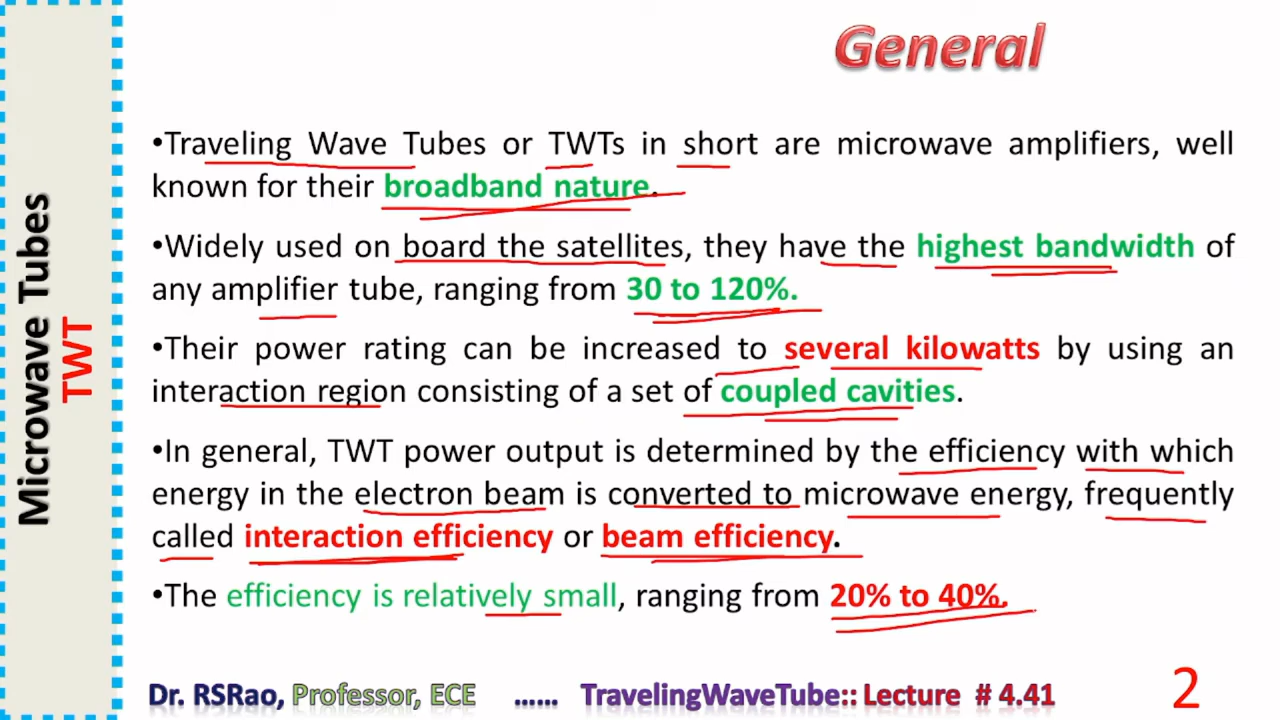 General
Microwave Tubes
TWT
•Traveling Wave Tubes or TWTs in short are microwave amplifiers, well
known for their broadband nature.
•Widely used on board the satellites, they have the highest bandwidth of
any amplifier tube, ranging from 30 to 120%.
•Their power rating can be increased to several kilowatts by using an
interaction region consisting of a set of coupled cavities.
•In general, TWT power output is determined by the efficiency with which
energy in the electron beam is converted to microwave energy, frequently
called interaction efficiency or beam efficiency.
•The efficiency is relatively small, ranging from 20% to 40%.
Dr. RSRao, Professor, ECE ...... TravelingWaveTube:: Lecture # 4.41 2